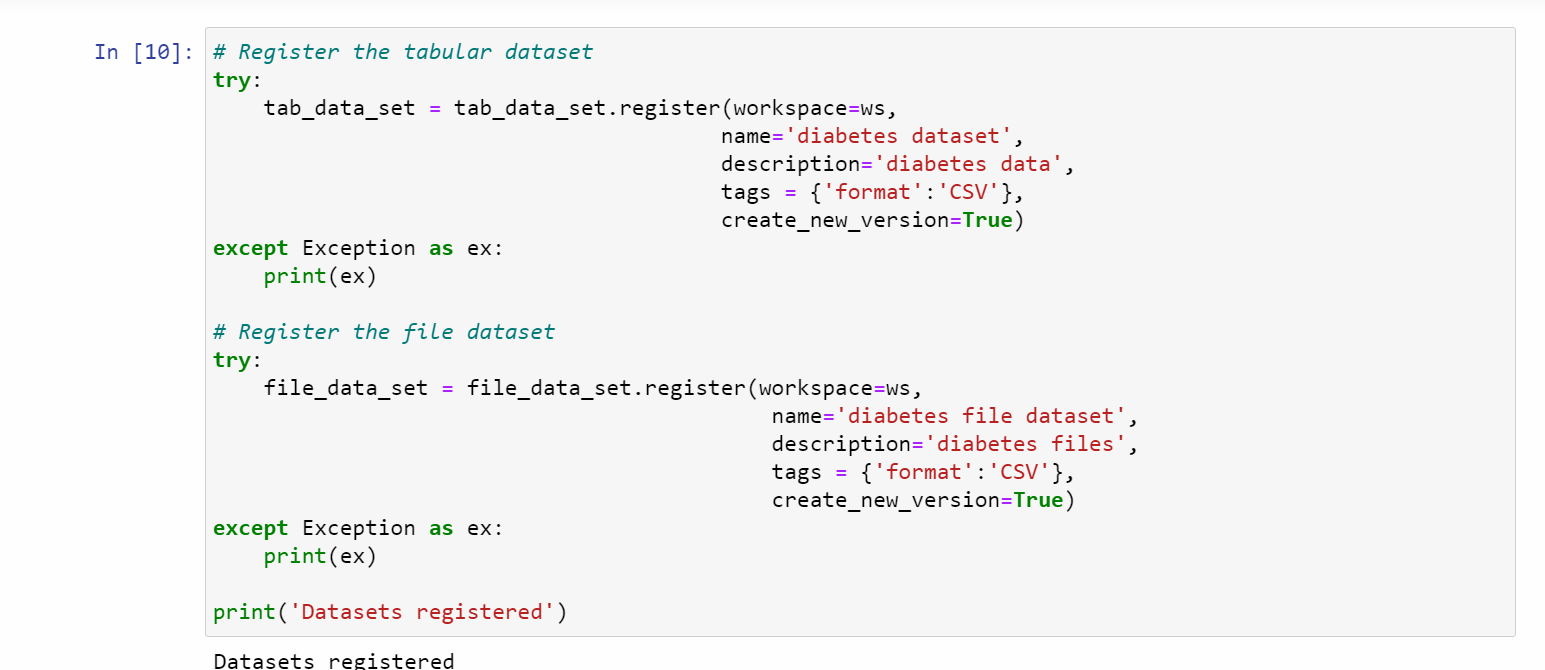 In [10]: # Register the tabular dataset
try:
    tab_data_set = tab_data_set.register(workspace=ws,
                                        name='diabetes dataset',
                                        description='diabetes data',
                                        tags = {'format':'CSV'},
                                        create_new_version=True)
except Exception as ex:
    print(ex)

# Register the file dataset
try:
    file_data_set = file_data_set.register(workspace=ws,
                                            name='diabetes file dataset',
                                            description='diabetes files',
                                            tags = {'format':'CSV'},
                                            create_new_version=True)
except Exception as ex:
    print(ex)

print('Datasets registered')
Datasets registered